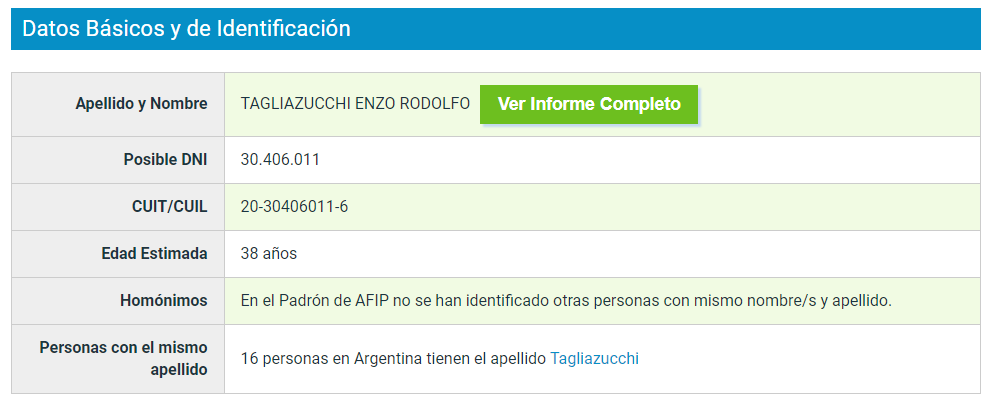 Datos Básicos y de Identificación
Apellido y Nombre TAGLIAZUCCHI ENZO RODOLFO Ver Informe Completo
Posible DNI 30.406.011
CUIT/CUIL 20-30406011-6
Edad Estimada 38 años
Homónimos En el Padrón de AFIP no se han identificado otras personas con mismo nombre/s y apellido.
Personas con el mismo
apellido 16 personas en Argentina tienen el apellido Tagliazucchi